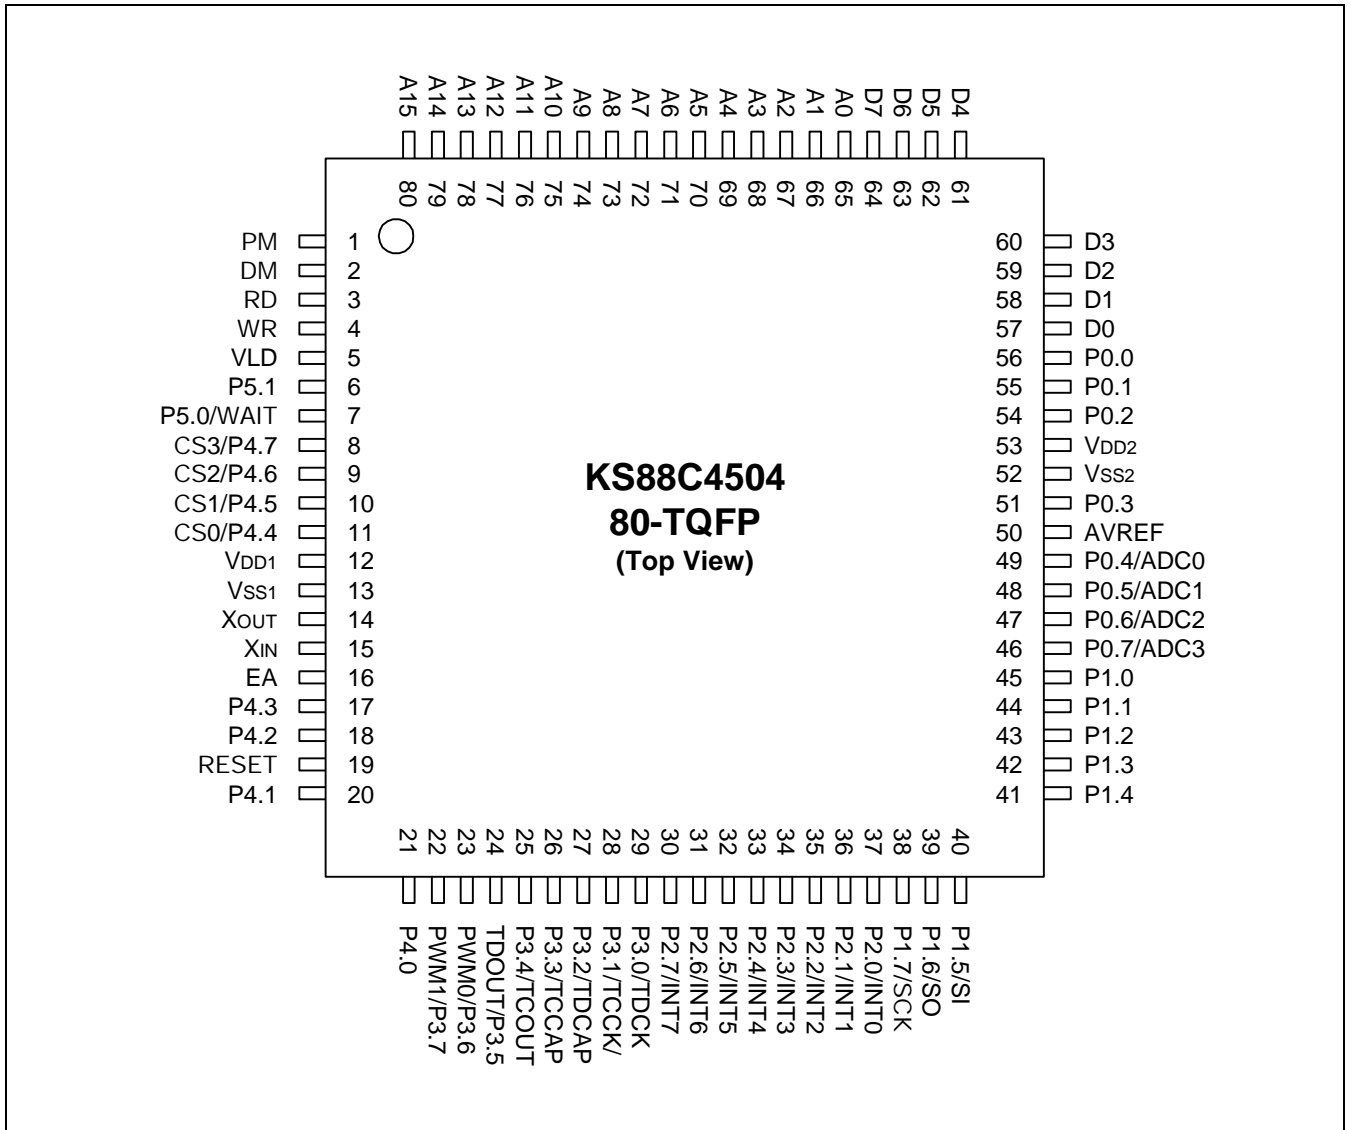 A15 A14 A13 A12 A11 A10 A9 A8 A7 A6 A5 A4 A3 A2 A1 A0 D7 D6 D5 D4
80 79 78 77 76 75 74 73 72 71 70 69 68 67 66 65 64 63 62 61
PM 1 60 D3
DM 2 59 D2
RD 3 58 D1
WR 4 57 D0
VLD 5 56 P0.0
P5.1 6 55 P0.1
P5.0/WAIT 7 54 P0.2
CS3/P4.7 8 53 VDD2
CS2/P4.6 9 52 VSS2
CS1/P4.5 10 51 P0.3
CS0/P4.4 11 50 AVREF
VDD1 12 49 P0.4/ADC0
VSS1 13 48 P0.5/ADC1
XOUT 14 47 P0.6/ADC2
XIN 15 46 P0.7/ADC3
EA 16 45 P1.0
P4.3 17 44 P1.1
P4.2 18 43 P1.2
RESET 19 42 P1.3
P4.1 20 41 P1.4
KS88C4504
80-TQFP
(Top View)
21 22 23 24 25 26 27 28 29 30 31 32 33 34 35 36 37 38 39 40
P4.0
PWM1/P3.7
PWM0/P3.6
TDOUT/P3.5
P3.4/TCOUT
P3.3/TCCAP
P3.2/TDCAP
P3.1/TCCK/
P3.0/TDCK
P2.7/INT7
P2.6/INT6
P2.5/INT5
P2.4/INT4
P2.3/INT3
P2.2/INT2
P2.1/INT1
P2.0/INT0
P1.7/SCK
P1.6/SO
P1.5/SI